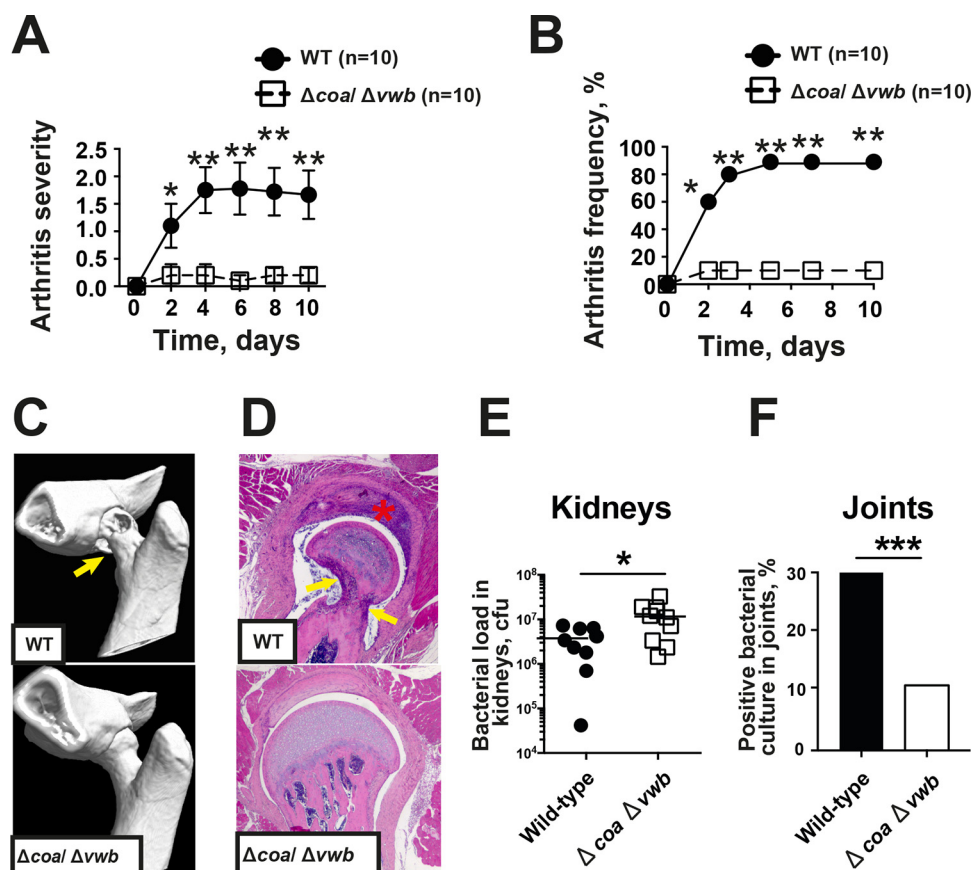 A
WT (n=10)
Δcoa/ Δvwb (n=10)
Arthritis severity
2.5
2.0
1.5
1.0
0.5
0.0
* ** ** ** **
0 2 4 6 8 10
Time, days
B
WT (n=10)
Δcoa/ Δvwb (n=10)
Arthritis frequency, %
100
80
60
40
20
0
* ** ** ** **
0 2 4 6 8 10
Time, days
C
WT
Δcoa/ Δvwb
D
*
WT
Δcoa/ Δvwb
E
Kidneys
*
Bacterial load in
kidneys, cfu
10⁸
10⁷
10⁶
10⁵
10⁴
Wild-type
Δ coa Δ vwb
F
Joints
***
Positive bacterial
culture in joints, %
30
20
10
0
Wild-type
Δ coa Δ vwb